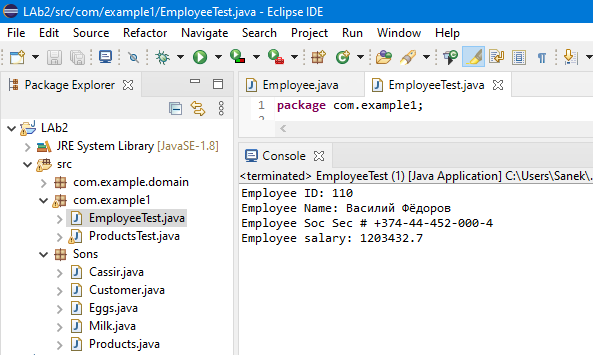 LAb2/src/com/example1/EmployeeTest.java - Eclipse IDE
File Edit Source Refactor Navigate Search Project Run Window Help
Package Explorer
LAb2
JRE System Library [JavaSE-1.8]
src
com.example.domain
com.example1
EmployeeTest.java
ProductsTest.java
Sons
Cassir.java
Customer.java
Eggs.java
Milk.java
Products.java
Employee.java EmployeeTest.java
1 package com.example1;
Console
<terminated> EmployeeTest (1) [Java Application] C:\Users\Sanek\.
Employee ID: 110
Employee Name: Василий Фёдоров
Employee Soc Sec # +374-44-452-000-4
Employee salary: 1203432.7